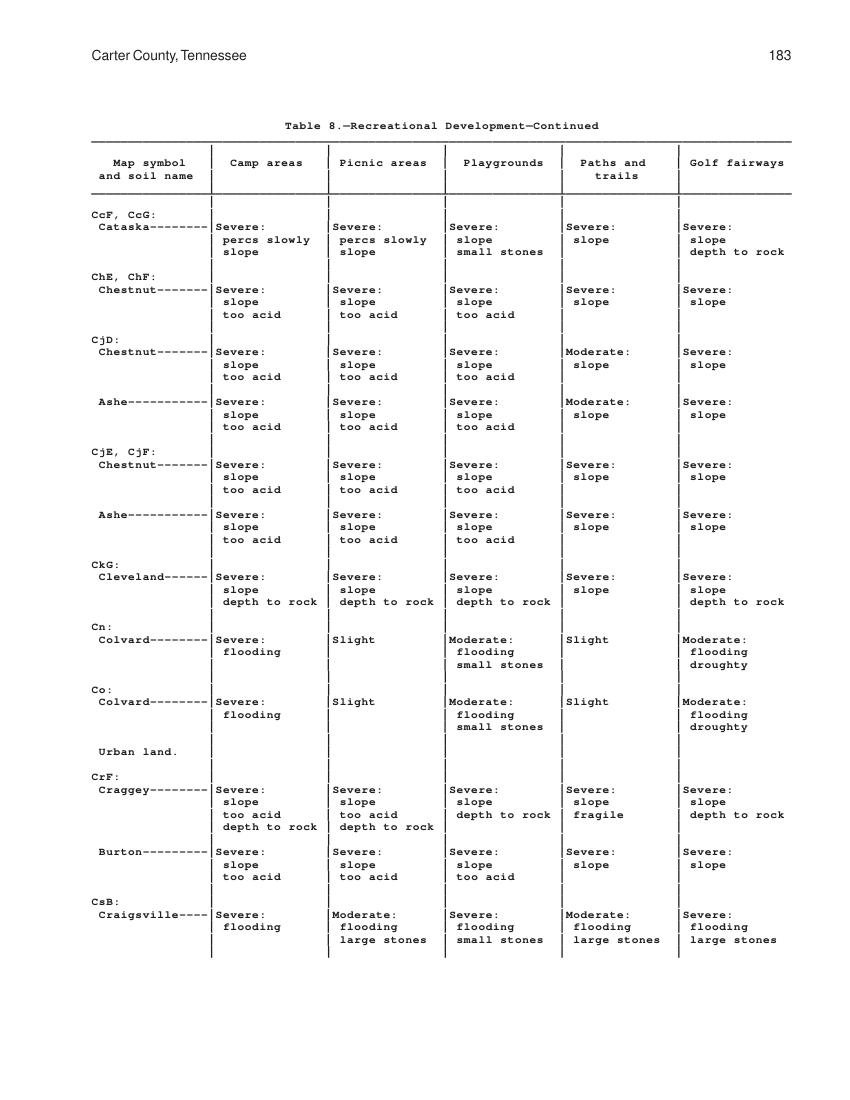 Carter County, Tennessee 183
Table 8.—Recreational Development—Continued
Map symbol | Camp areas | Picnic areas | Playgrounds | Paths and | Golf fairways
and soil name | | | | trails |
CcF, CcG:
Cataska--------|Severe: |Severe: |Severe: |Severe: |Severe:
| percs slowly | percs slowly | slope | slope | slope
| slope | slope | small stones | | depth to rock
ChE, ChF:
Chestnut-------|Severe: |Severe: |Severe: |Severe: |Severe:
| slope | slope | slope | slope | slope
| too acid | too acid | too acid | |
CjD:
Chestnut-------|Severe: |Severe: |Severe: |Moderate: |Severe:
| slope | slope | slope | slope | slope
| too acid | too acid | too acid | |
Ashe-----------|Severe: |Severe: |Severe: |Moderate: |Severe:
| slope | slope | slope | slope | slope
| too acid | too acid | too acid | |
CjE, CjF:
Chestnut-------|Severe: |Severe: |Severe: |Severe: |Severe:
| slope | slope | slope | slope | slope
| too acid | too acid | too acid | |
Ashe-----------|Severe: |Severe: |Severe: |Severe: |Severe:
| slope | slope | slope | slope | slope
| too acid | too acid | too acid | |
CkG:
Cleveland------|Severe: |Severe: |Severe: |Severe: |Severe:
| slope | slope | slope | slope | slope
| depth to rock | depth to rock | depth to rock | | depth to rock
Cn:
Colvard--------|Severe: |Slight |Moderate: |Slight |Moderate:
| flooding | | flooding | | flooding
| | | small stones | | droughty
Co:
Colvard--------|Severe: |Slight |Moderate: |Slight |Moderate:
| flooding | | flooding | | flooding
| | | small stones | | droughty
Urban land.
CrF:
Craggey--------|Severe: |Severe: |Severe: |Severe: |Severe:
| slope | slope | slope | slope | slope
| too acid | too acid | depth to rock | fragile | depth to rock
| depth to rock | depth to rock | | |
Burton---------|Severe: |Severe: |Severe: |Severe: |Severe:
| slope | slope | slope | slope | slope
| too acid | too acid | too acid | |
CsB:
Craigsville----|Severe: |Moderate: |Severe: |Moderate: |Severe:
| flooding | flooding | flooding | flooding | flooding
| | large stones | small stones | large stones | large stones